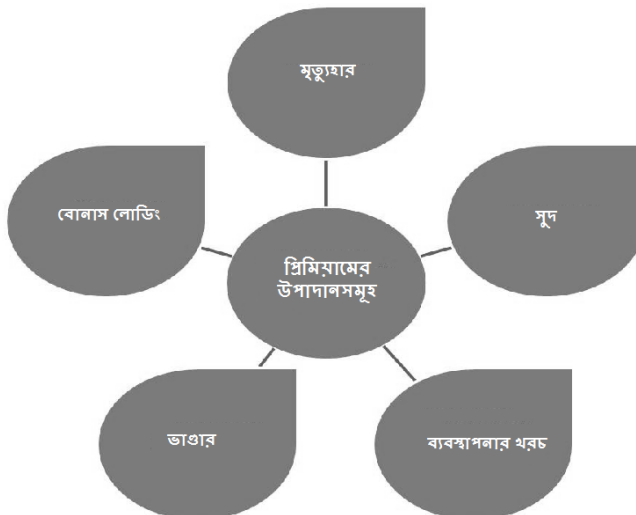 মৃত্যুহার
বোনাস লোডিং
সুদ
প্রিমিয়ামের
উপাদানসমূহ
ভাণ্ডার
ব্যবস্থাপনার খরচ